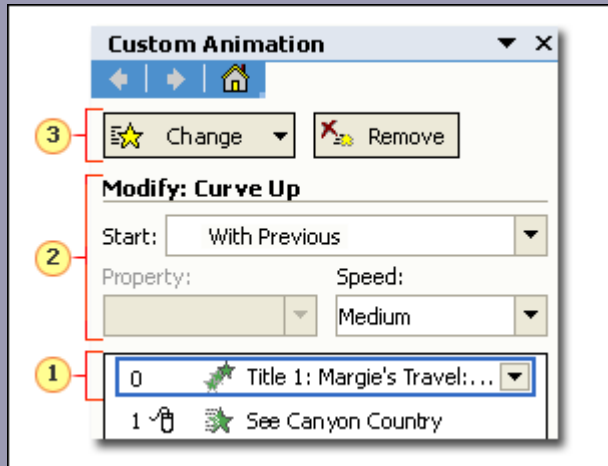 Custom Animation
3
Change
Remove
Modify: Curve Up
2
Start: With Previous
Property: Speed:
Medium
1
0 Title 1: Margie's Travel:...
1 See Canyon Country